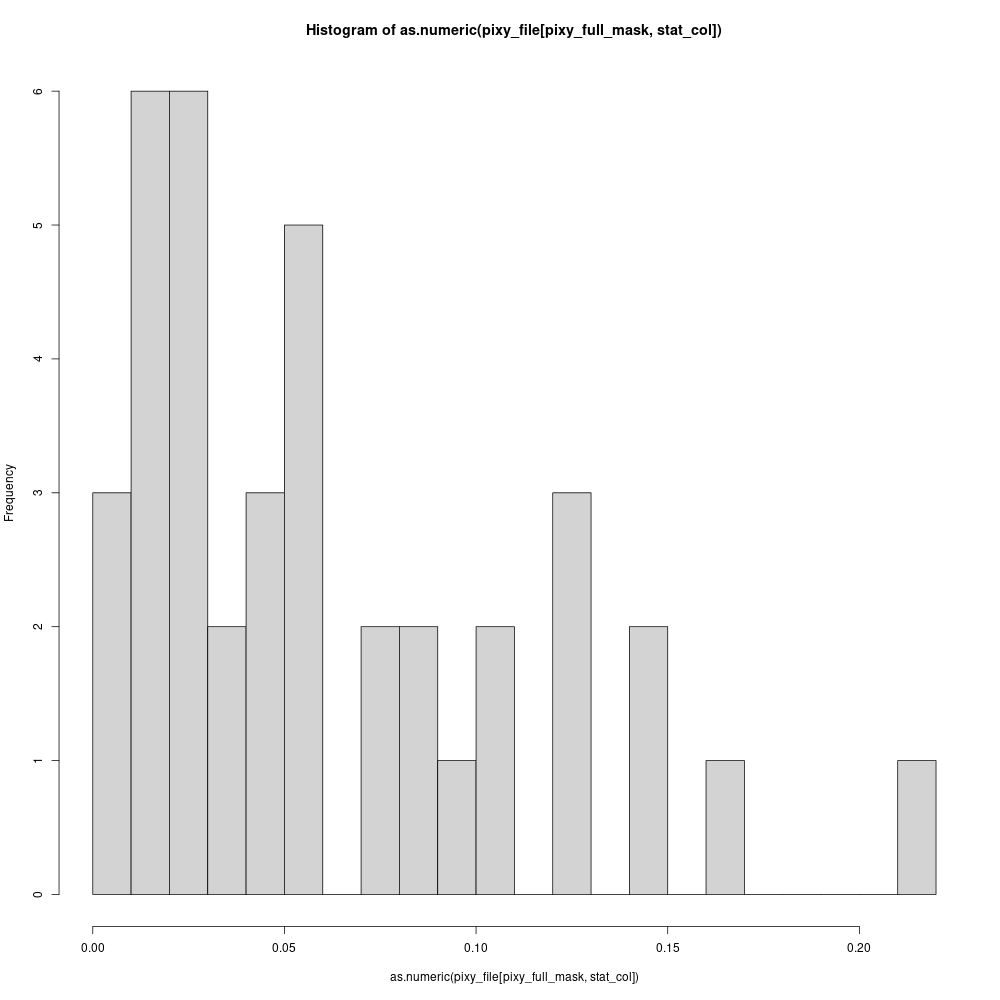 Histogram of as.numeric(pixy_file[pixy_full_mask, stat_col])
6
5
4
3
2
1
0
Frequency
0.00 0.05 0.10 0.15 0.20
as.numeric(pixy_file[pixy_full_mask, stat_col])